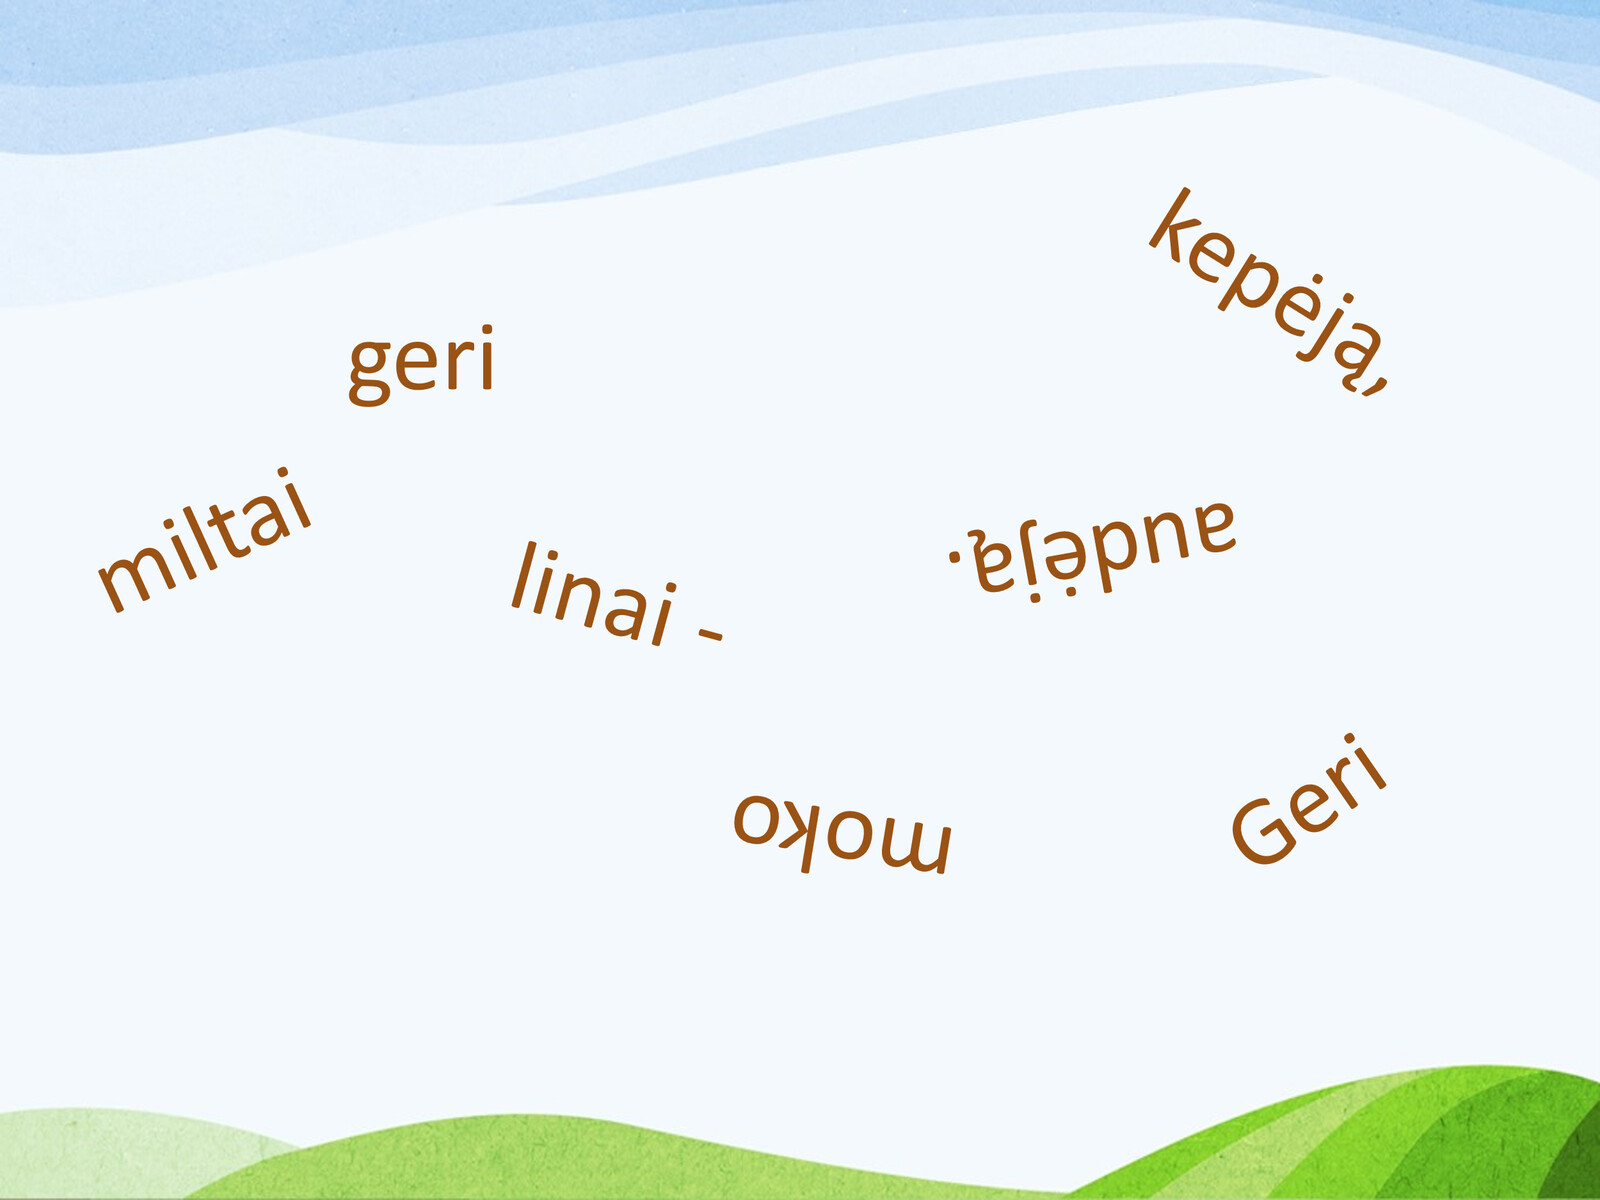 kepėją,
geri
miltai
audėją.
linai -
moko
Geri